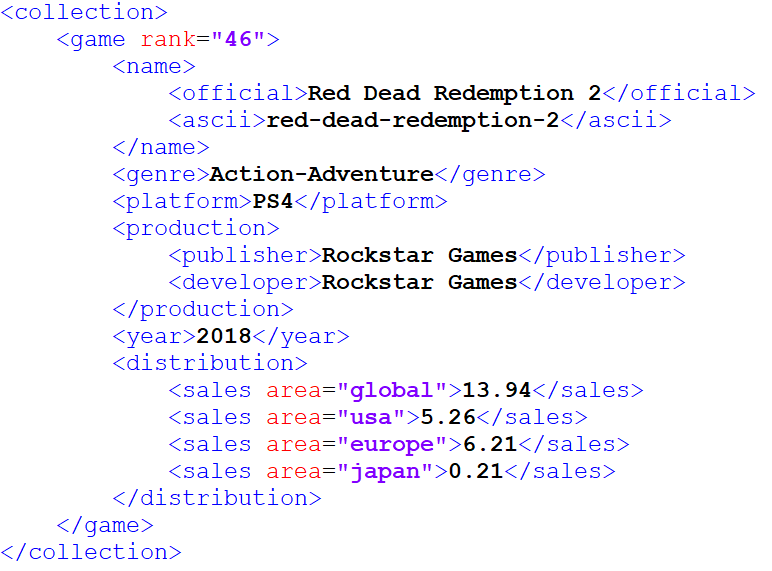 <collection>
    <game rank="46">
        <name>
            <official>Red Dead Redemption 2</official>
            <ascii>red-dead-redemption-2</ascii>
        </name>
        <genre>Action-Adventure</genre>
        <platform>PS4</platform>
        <production>
            <publisher>Rockstar Games</publisher>
            <developer>Rockstar Games</developer>
        </production>
        <year>2018</year>
        <distribution>
            <sales area="global">13.94</sales>
            <sales area="usa">5.26</sales>
            <sales area="europe">6.21</sales>
            <sales area="japan">0.21</sales>
        </distribution>
    </game>
</collection>